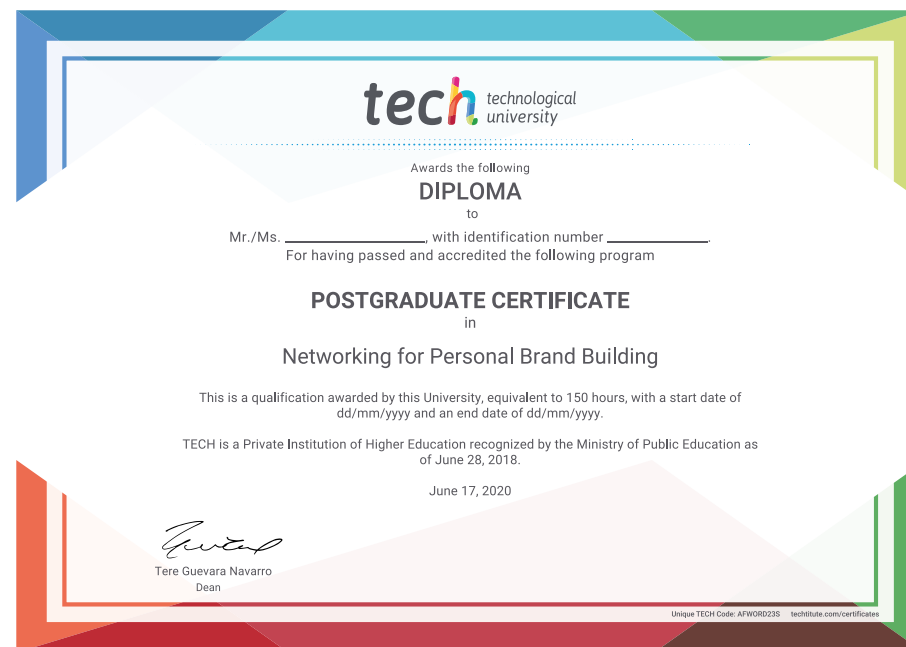 tech technological
university
Awards the following
DIPLOMA
to
Mr./Ms. ____________________, with identification number ______________.
For having passed and accredited the following program
POSTGRADUATE CERTIFICATE
in
Networking for Personal Brand Building
This is a qualification awarded by this University, equivalent to 150 hours, with a start date of
dd/mm/yyyy and an end date of dd/mm/yyyy.
TECH is a Private Institution of Higher Education recognized by the Ministry of Public Education as
of June 28, 2018.
June 17, 2020
Tere Guevara Navarro
Dean
Unique TECH Code: AFWORD23S techtitute.com/certificates